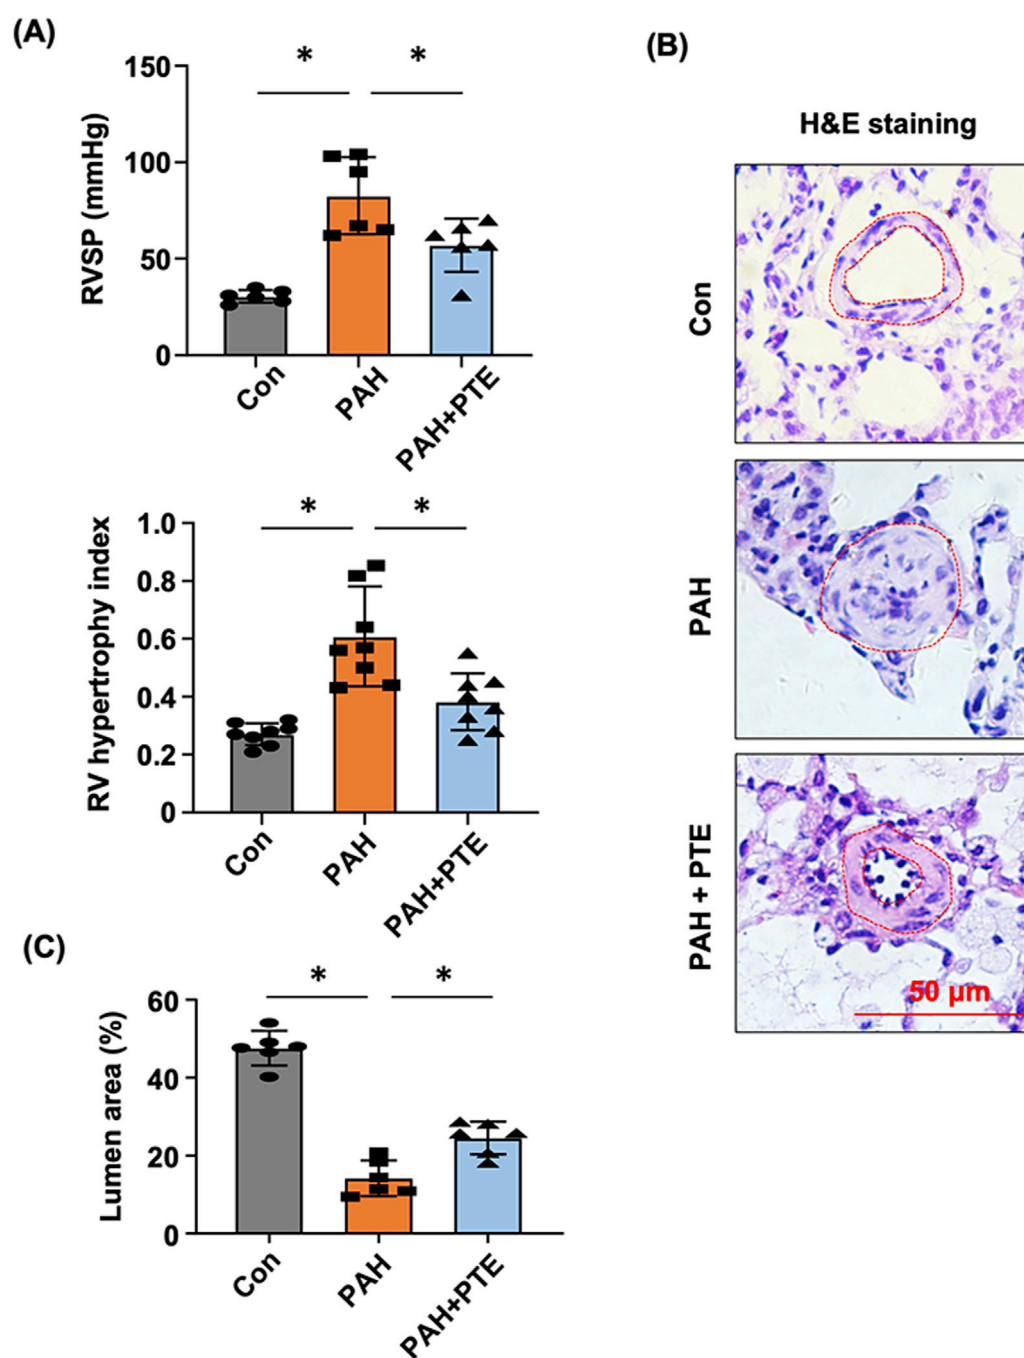 (A)
*
*
150
100
50
0
RVSP (mmHg)
Con
PAH
PAH+PTE
*
*
1.0
0.8
0.6
0.4
0.2
0
RV hypertrophy index
Con
PAH
PAH+PTE
(B)
H&E staining
Con
PAH
PAH + PTE
50 µm
(C)
*
*
60
40
20
0
Lumen area (%)
Con
PAH
PAH+PTE